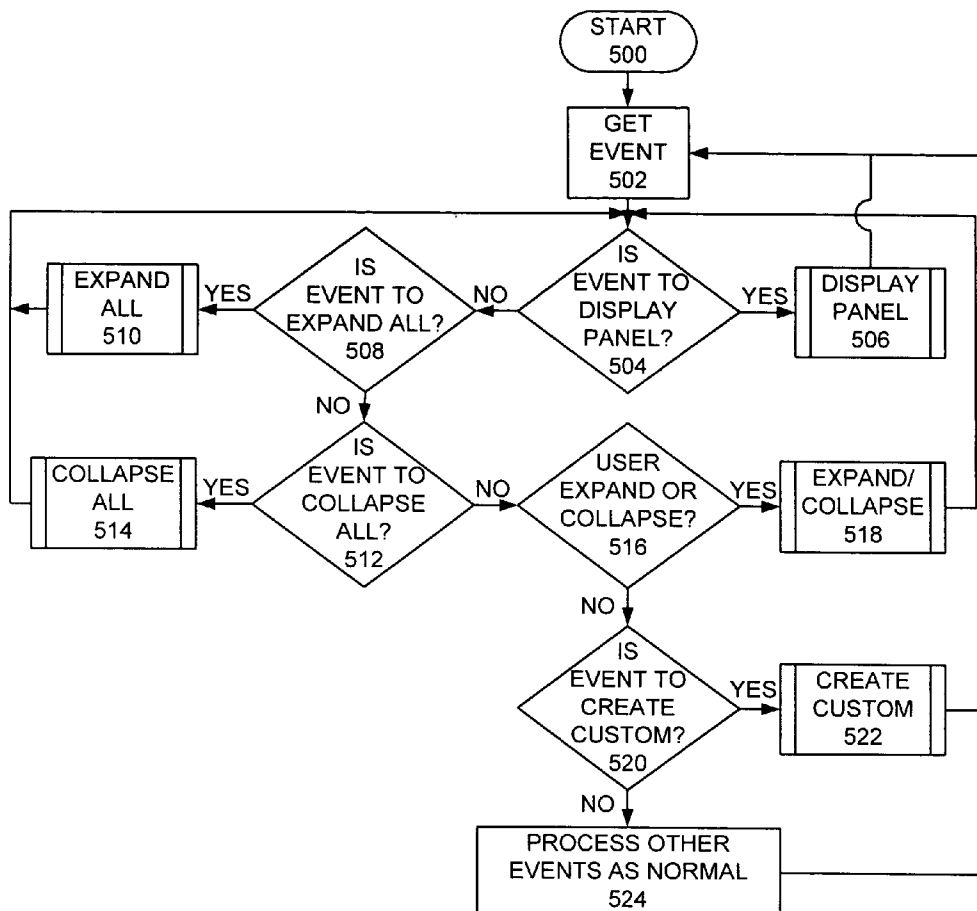 START
500
GET
EVENT
502
IS
EVENT TO
DISPLAY
PANEL?
504
YES
DISPLAY
PANEL
506
NO
IS
EVENT TO
EXPAND ALL?
508
YES
EXPAND
ALL
510
NO
IS
EVENT TO
COLLAPSE
ALL?
512
YES
COLLAPSE
ALL
514
NO
USER
EXPAND OR
COLLAPSE?
516
YES
EXPAND/
COLLAPSE
518
NO
IS
EVENT TO
CREATE
CUSTOM?
520
YES
CREATE
CUSTOM
522
NO
PROCESS OTHER
EVENTS AS NORMAL
524